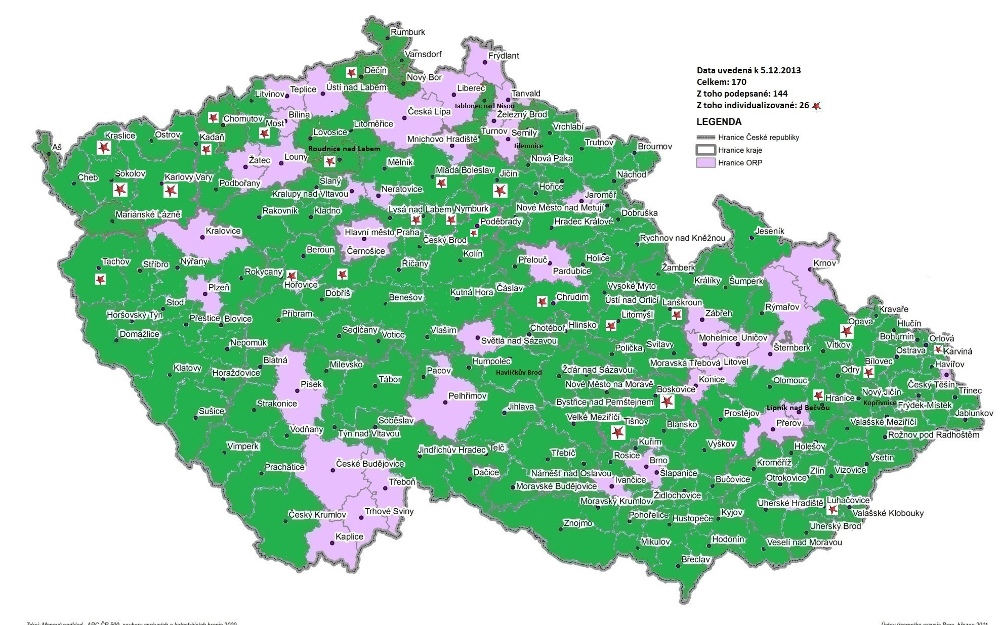 Rumburk
Varnsdorf
Frýdlant
Děčín
Nový Bor
Ústí nad Labem
Teplice
Litvínov
Liberec
Tanvald
Jablonec nad Nisou
Česká Lípa
Železný Brod
Bílina
Chomutov
Most
Litoměřice
Vrchlabí
Lovosice
Turnov
Semily
Mnichovo Hradiště
Kraslice
Ostrov
Kadaň
Trutnov
Broumov
Jilemnice
Aš
Roudnice nad Labem
Louny
Žatec
Mělník
Nová Paka
Mladá Boleslav
Jičín
Náchod
Cheb
Sokolov
Karlovy Vary
Podbořany
Slaný
Hořice
Neratovice
Kralupy nad Vltavou
Jaroměř
Rakovník
Kladno
Lysá nad Labem
Nymburk
Nové Město nad Metují
Dobruška
Mariánské Lázně
Poděbrady
Hradec Králové
Kralovice
Hlavní město Praha
Český Brod
Rychnov nad Kněžnou
Jeseník
Beroun
Černošice
Kolín
Tachov
Stříbro
Nýřany
Říčany
Přelouč
Holice
Krnov
Rokycany
Pardubice
Žamberk
Hořovice
Králíky
Šumperk
Plzeň
Dobříš
Benešov
Kutná Hora
Čáslav
Chrudim
Vysoké Mýto
Ústí nad Orlicí
Lanškroun
Stod
Horšovský Týn
Přeštice
Blovice
Příbram
Litomyšl
Zábřeh
Rýmařov
Kravaře
Opava
Hlučín
Domažlice
Sedlčany
Votice
Vlašim
Chotěboř
Hlinsko
Světlá nad Sázavou
Mohelnice
Uničov
Bohumín
Orlová
Nepomuk
Polička
Svitavy
Šternberk
Vítkov
Ostrava
Karviná
Blatná
Milevsko
Humpolec
Moravská Třebová
Litovel
Bílovec
Havířov
Klatovy
Horažďovice
Pacov
Havlíčkův Brod
Žďár nad Sázavou
Odry
Tábor
Písek
Nové Město na Moravě
Konice
Olomouc
Český Těšín
Boskovice
Nový Jičín
Třinec
Pelhřimov
Bystřice nad Pernštejnem
Hranice
Kopřivnice
Frýdek-Místek
Strakonice
Jihlava
Lipník nad Bečvou
Sušice
Prostějov
Jablunkov
Soběslav
Velké Meziříčí
Tišnov
Blansko
Přerov
Valašské Meziříčí
Vodňany
Týn nad Vltavou
Rožnov pod Radhoštěm
Vimperk
Jindřichův Hradec
Telč
Kuřim
Vyškov
Holešov
Třebíč
Rosice
Brno
Kroměříž
Vsetín
Prachatice
České Budějovice
Dačice
Náměšť nad Oslavou
Šlapanice
Zlín
Vizovice
Třeboň
Ivančice
Bučovice
Otrokovice
Moravské Budějovice
Židlochovice
Moravský Krumlov
Uherské Hradiště
Luhačovice
Český Krumlov
Trhové Sviny
Pohořelice
Hustopeče
Kyjov
Valašské Klobouky
Znojmo
Uherský Brod
Kaplice
Mikulov
Hodonín
Veselí nad Moravou
Břeclav
Data uvedená k 5.12.2013
Celkem: 170
Z toho podepsané: 144
Z toho individualizované: 26
LEGENDA
Hranice České republiky
Hranice kraje
Hranice ORP